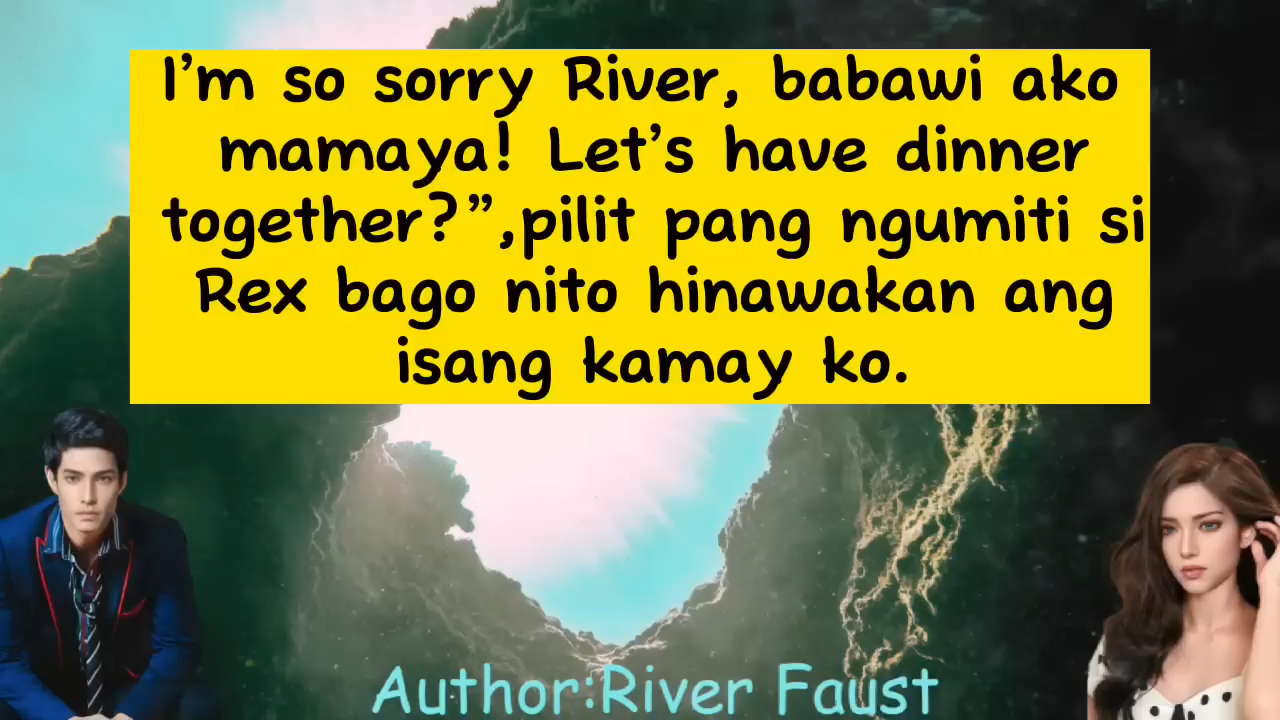 I’m so sorry River, babawi ako
mamaya! Let’s have dinner
together?”,pilit pang ngumiti si
Rex bago nito hinawakan ang
isang kamay ko.
Author:River Faust